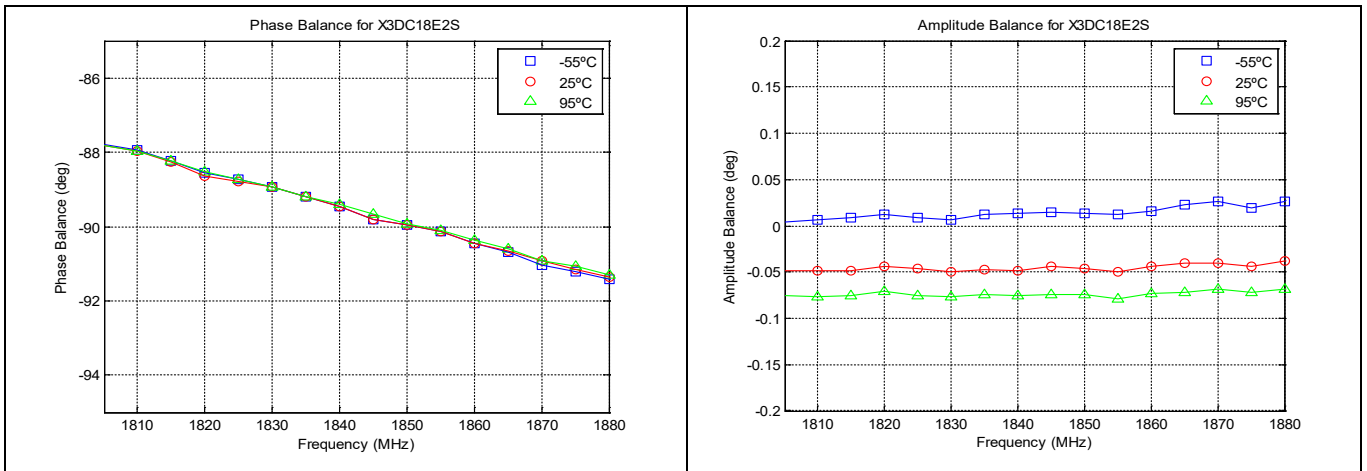 Phase Balance for X3DC18E2S
-55ºC
25ºC
95ºC
Phase Balance (deg)
-86
-88
-90
-92
-94
1810 1820 1830 1840 1850 1860 1870 1880
Frequency (MHz)
Amplitude Balance for X3DC18E2S
-55ºC
25ºC
95ºC
Amplitude Balance (deg)
0.2
0.15
0.1
0.05
0
-0.05
-0.1
-0.15
-0.2
1810 1820 1830 1840 1850 1860 1870 1880
Frequency (MHz)